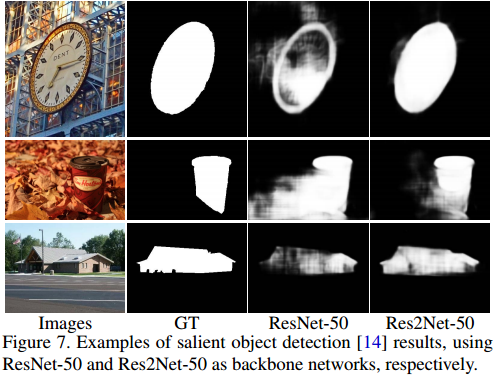 DENT
Images GT ResNet-50 Res2Net-50
Figure 7. Examples of salient object detection [14] results, using
ResNet-50 and Res2Net-50 as backbone networks, respectively.